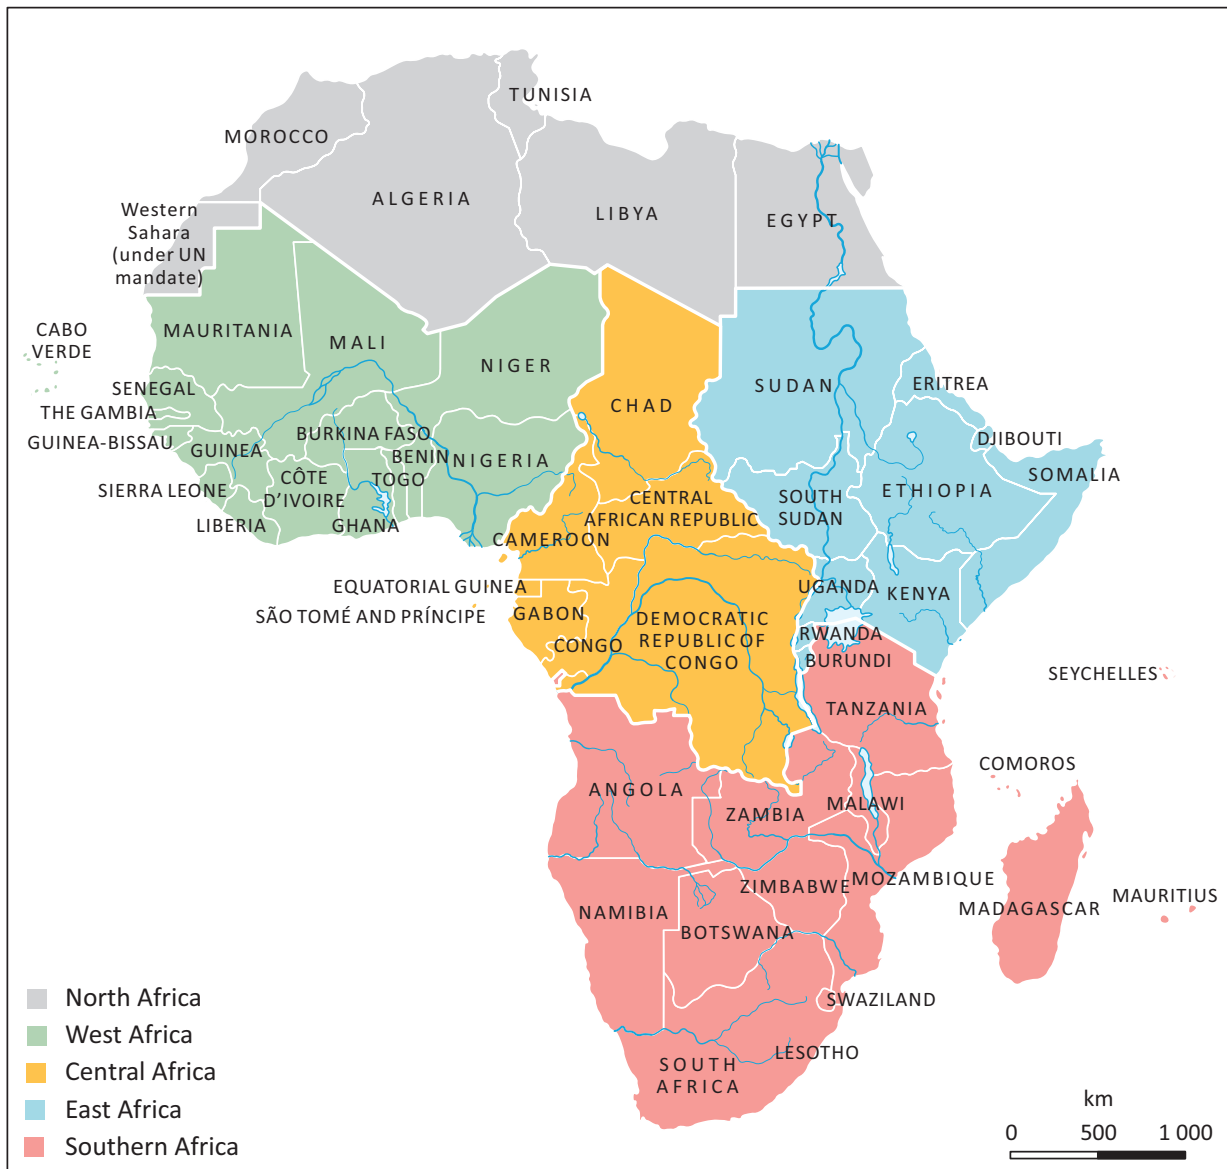 TUNISIA
MOROCCO
ALGERIA
LIBYA
EGYPT
Western
Sahara
(under UN
mandate)
CABO
VERDE
MAURITANIA
MALI
NIGER
CHAD
SUDAN
ERITREA
SENEGAL
THE GAMBIA
GUINEA-BISSAU
GUINEA
BURKINA FASO
BENIN
NIGERIA
DJIBOUTI
SOMALIA
SIERRA LEONE
CÔTE
D'IVOIRE
TOGO
LIBERIA
GHANA
CENTRAL
AFRICAN REPUBLIC
SOUTH
SUDAN
ETHIOPIA
CAMEROON
EQUATORIAL GUINEA
SÃO TOMÉ AND PRÍNCIPE
GABON
CONGO
DEMOCRATIC
REPUBLIC OF
CONGO
UGANDA
KENYA
RWANDA
BURUNDI
SEYCHELLES
TANZANIA
COMOROS
ANGOLA
ZAMBIA
MALAWI
MOZAMBIQUE
ZIMBABWE
MADAGASCAR
MAURITIUS
NAMIBIA
BOTSWANA
SWAZILAND
LESOTHO
SOUTH
AFRICA
North Africa
West Africa
Central Africa
East Africa
Southern Africa
km
0 500 1 000